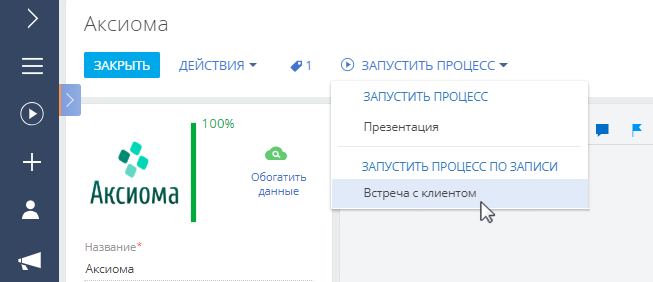 Аксиома
ЗАКРЫТЬ
ДЕЙСТВИЯ
1
ЗАПУСТИТЬ ПРОЦЕСС
ЗАПУСТИТЬ ПРОЦЕСС
Презентация
ЗАПУСТИТЬ ПРОЦЕСС ПО ЗАПИСИ
Встреча с клиентом
100%
Аксиома
Обогатить
данные
Название*
Аксиома